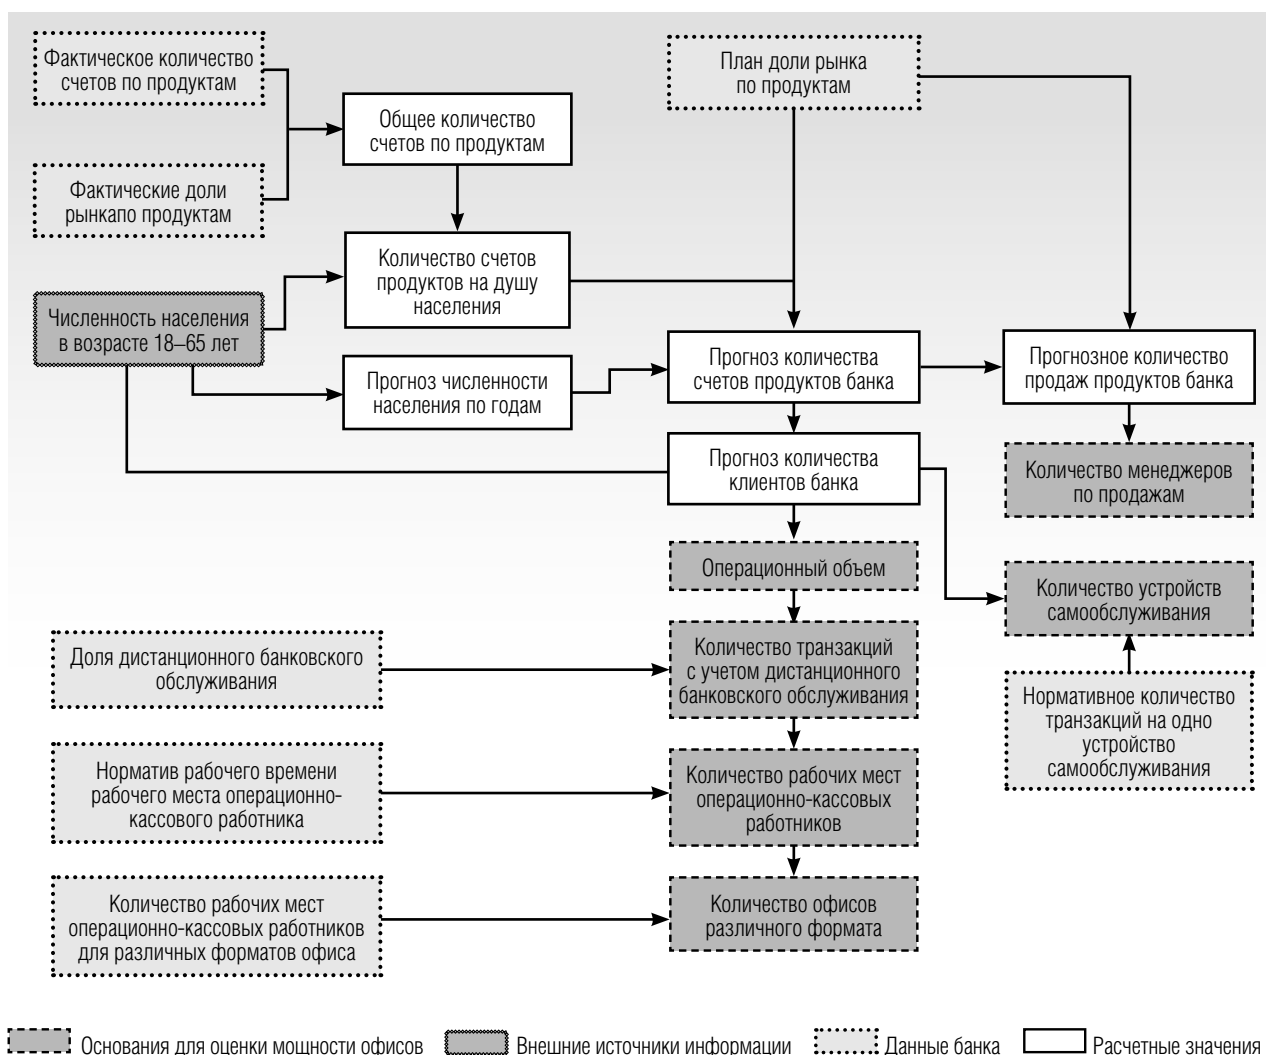 Фактическое количество
счетов по продуктам
План доли рынка
по продуктам
Общее количество
счетов по продуктам
Фактические доли
рынкапо продуктам
Количество счетов
продуктов на душу
населения
Численность населения
в возрасте 18–65 лет
Прогноз численности
населения по годам
Прогноз количества
счетов продуктов банка
Прогнозное количество
продаж продуктов банка
Прогноз количества
клиентов банка
Количество менеджеров
по продажам
Операционный объем
Количество устройств
самообслуживания
Доля дистанционного банковского
обслуживания
Количество транзакций
с учетом дистанционного
банковского обслуживания
Нормативное количество
транзакций на одно
устройство
самообслуживания
Норматив рабочего времени
рабочего места операционно-
кассового работника
Количество рабочих мест
операционно-кассовых
работников
Количество рабочих мест
операционно-кассовых работников
для различных форматов офиса
Количество офисов
различного формата
Основания для оценки мощности офисов
Внешние источники информации
Данные банка
Расчетные значения